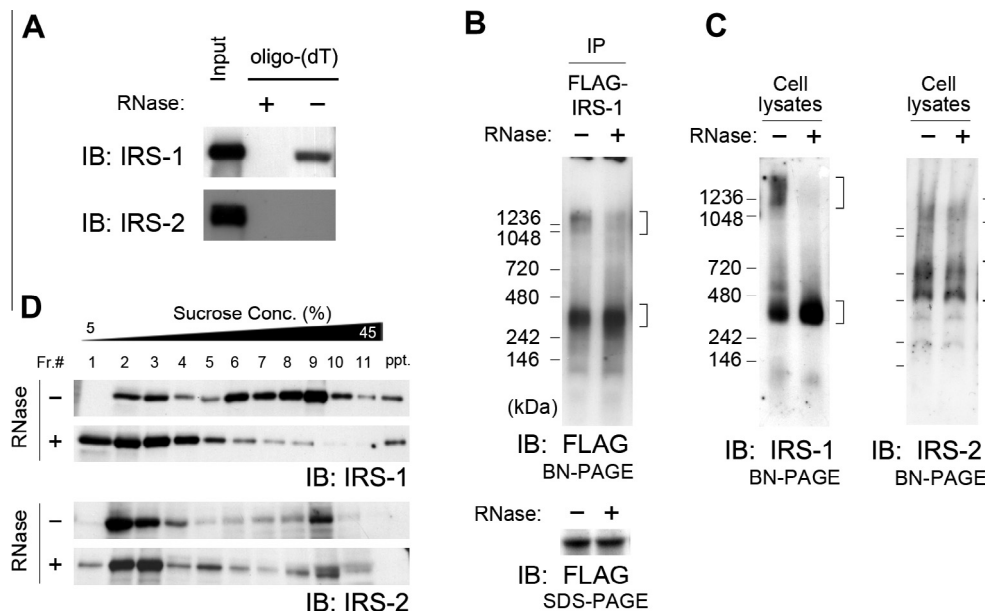 A
Input
oligo-(dT)
RNase: + −
IB: IRS-1
IB: IRS-2
B
IP
FLAG-
IRS-1
RNase: − +
1236
1048
720
480
242
146
(kDa)
IB: FLAG
BN-PAGE
RNase: − +
IB: FLAG
SDS-PAGE
C
Cell
lysates
RNase: − +
1236
1048
720
480
242
146
IB: IRS-1
BN-PAGE
Cell
lysates
− +
IB: IRS-2
BN-PAGE
D
Sucrose Conc. (%)
5 45
Fr.# 1 2 3 4 5 6 7 8 9 10 11 ppt.
RNase
−
+
IB: IRS-1
RNase
−
+
IB: IRS-2